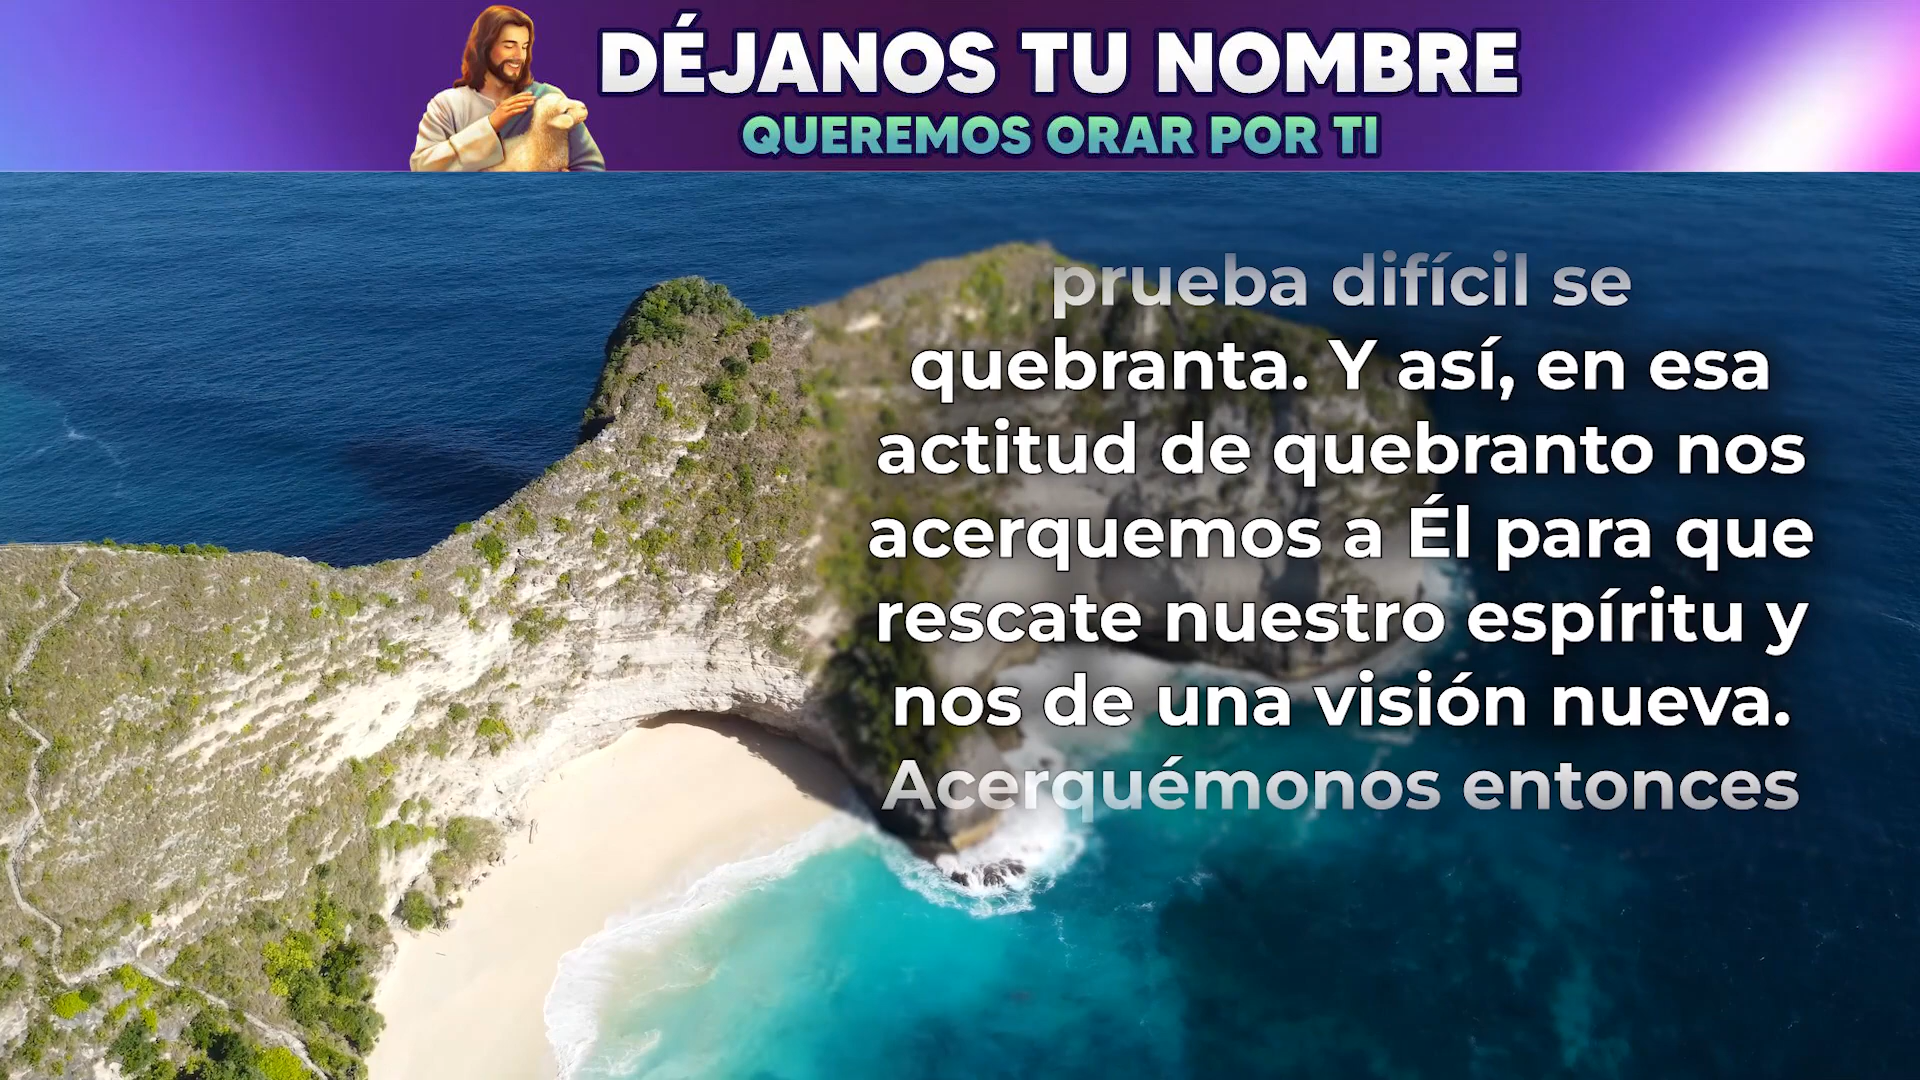 DÉJANOS TU NOMBRE
QUEREMOS ORAR POR TI
prueba difícil se
quebranta. Y así, en esa
actitud de quebranto nos
acerquemos a Él para que
rescate nuestro espíritu y
nos de una visión nueva.
Acerquémonos entonces